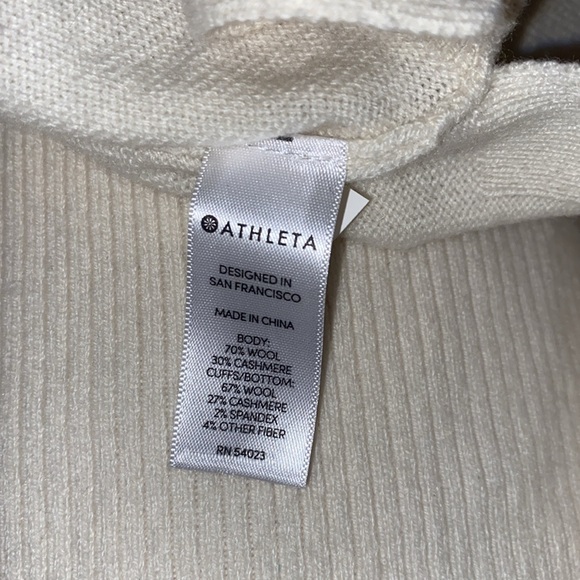 ATHLETA
DESIGNED IN
SAN FRANCISCO
MADE IN CHINA
BODY:
70% WOOL
30% CASHMERE
CUFFS/BOTTOM:
67% WOOL
27% CASHMERE
2% SPANDEX
4% OTHER FIBER
RN 54023